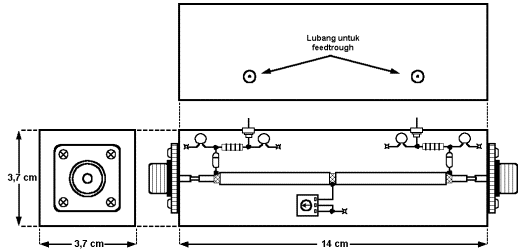 Lubang untuk
feedtrough
3,7 cm
3,7 cm
14 cm